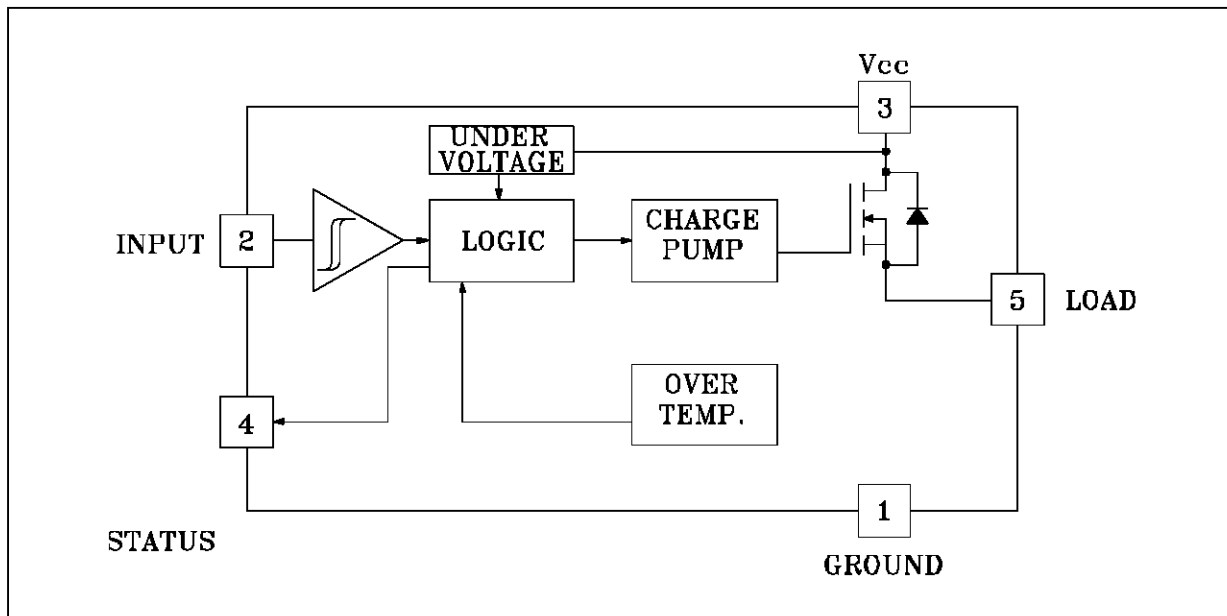 Vcc
3
UNDER
VOLTAGE
INPUT
2
LOGIC
CHARGE
PUMP
5
LOAD
4
OVER
TEMP.
1
STATUS
GROUND